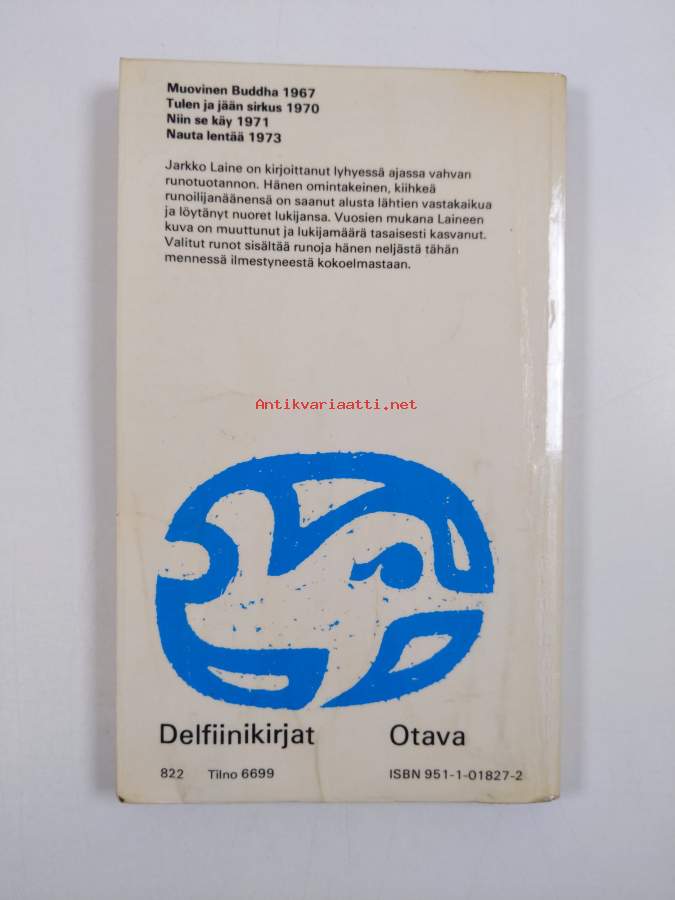 Muovinen Buddha 1967
Tulen ja jään sirkus 1970
Niin se käy 1971
Nauta lentää 1973
Jarkko Laine on kirjoittanut lyhyessä ajassa vahvan
runotuotannon. Hänen omintakeinen, kiihkeä
runoilijanäänensä on saanut alusta lähtien vastakaikua
ja löytänyt nuoret lukijansa. Vuosien mukana Laineen
kuva on muuttunut ja lukijamäärä tasaisesti kasvanut.
Valitut runot sisältää runoja hänen neljästä tähän
mennessä ilmestyneestä kokoelmastaan.
Antikvariaatti.net
Delfiinikirjat Otava
822 Tilno 6699 ISBN 951-1-01827-2